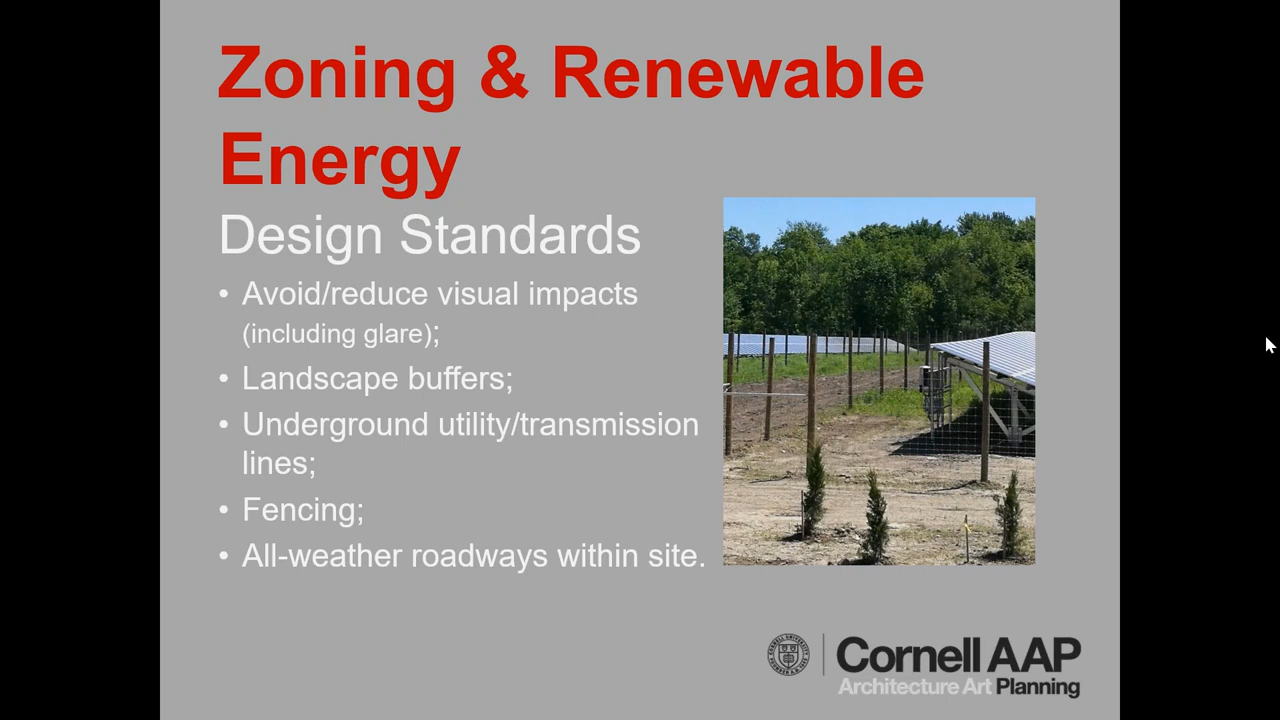 Zoning & Renewable
Energy
Design Standards
• Avoid/reduce visual impacts
(including glare);
• Landscape buffers;
• Underground utility/transmission
lines;
• Fencing;
• All-weather roadways within site.
Cornell AAP
Architecture Art Planning